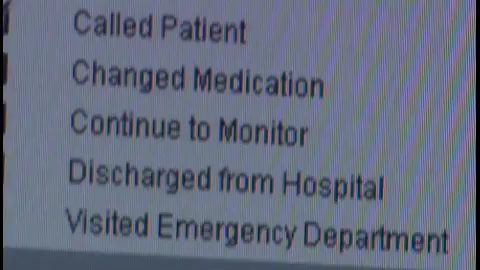 Called Patient
Changed Medication
Continue to Monitor
Discharged from Hospital
Visited Emergency Department